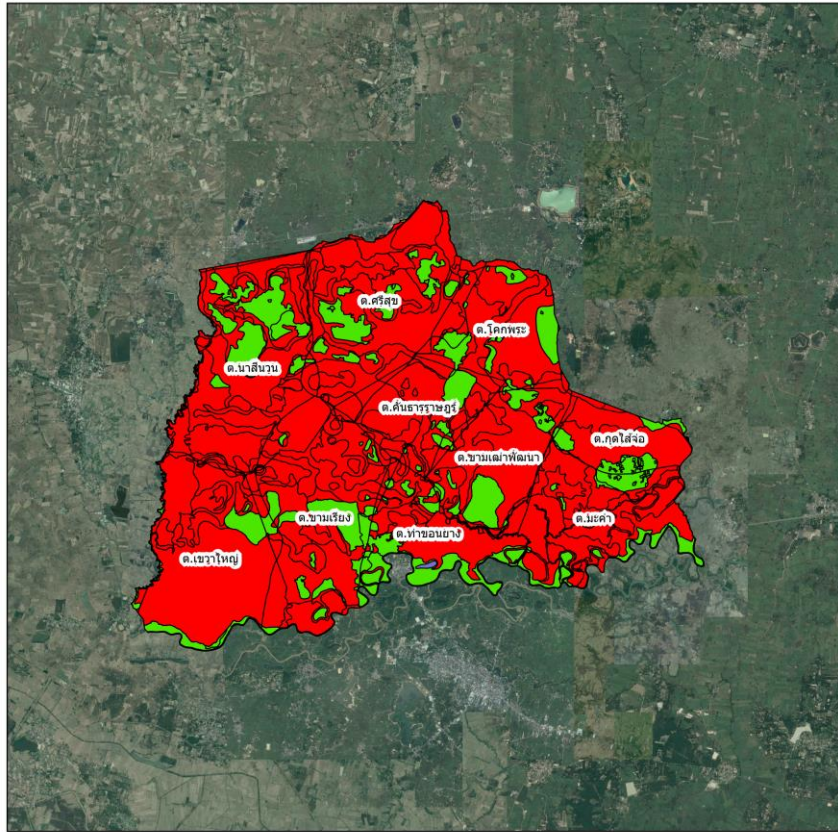 ต.ศรีสุข
ต.โคกพระ
ต.นาสีนวน
ต.คันธารราษฎร์
ต.กุดใส้จ่อ
ต.ขามเฒ่าพัฒนา
ต.ขามเรียง
ต.มะค่า
ต.ท่าขอนยาง
ต.เขวาใหญ่